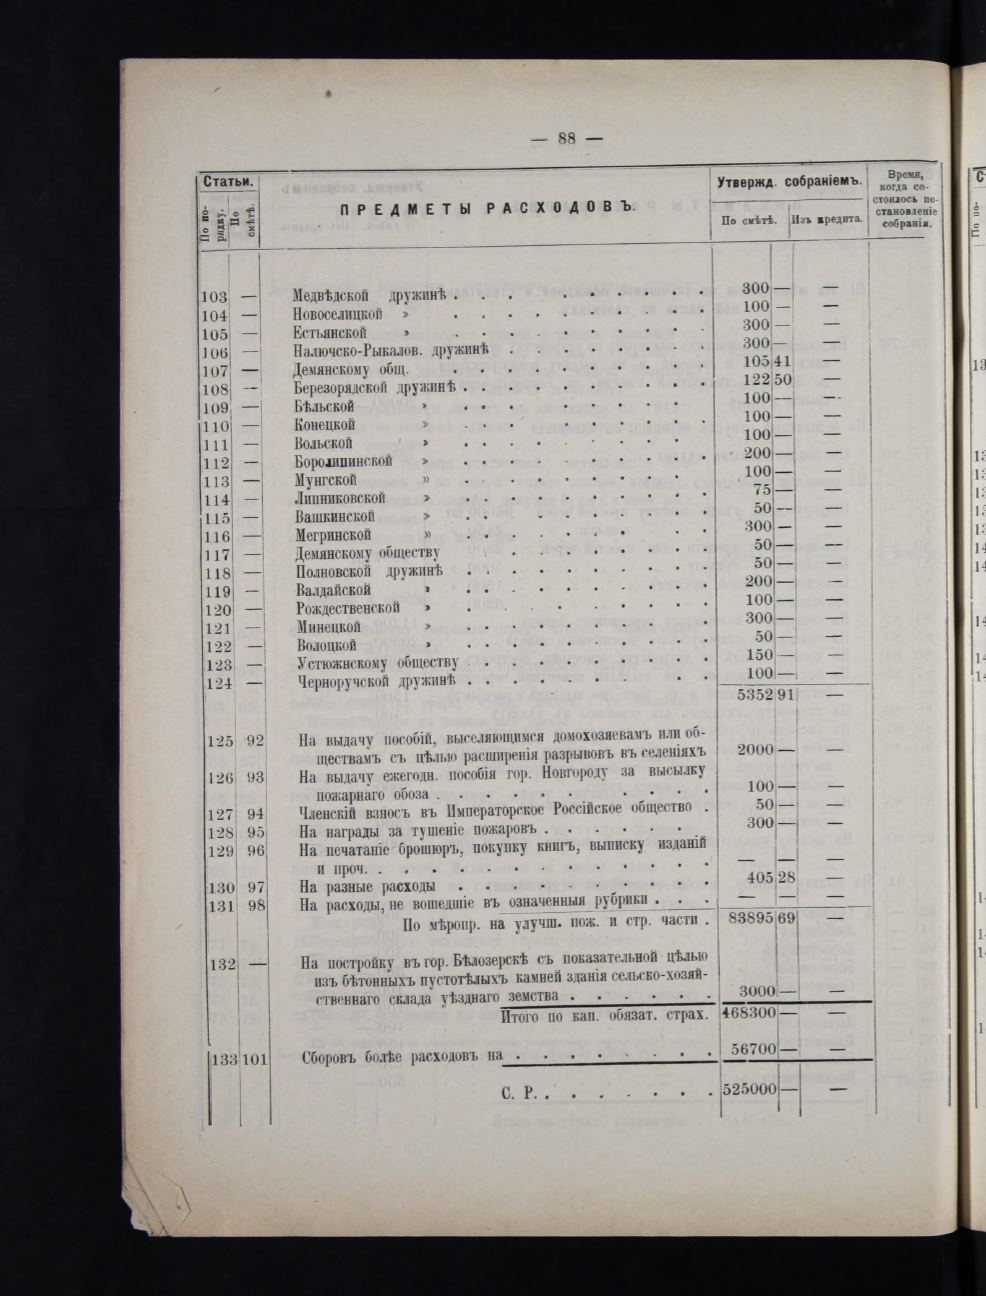 — 88 —
Статьи.
По по-
рядку.
По
смѣтѣ.
ПРЕДМЕТЫ РАСХОДОВЪ.
Утвержд. собраніемъ.
По смѣтѣ.
Изъ кредита.
Время,
когда со-
стоялось по-
становленіе
собранія.
103 — Медвѣдской дружинѣ . . . . . . . . . 300 — —
104 — Новоселицкой » . . . . . . . . . 100 — —
105 — Естьянской » . . . . . . . . . 300 — —
106 — Налючско-Рыкалов. дружинѣ . . . . . . . 300 — —
107 — Демянскому общ. . . . . . . . . . 105 41 —
108 — Березорядской дружинѣ . . . . . . . . . 122 50 —
109 — Бѣльской » . . . . . . . . 100 — —
110 — Конецкой » . . . . . . . . 100 — —
111 — Вольской » . . . . . . . . 100 — —
112 — Боролипинской » . . . . . . . . . 200 — —
113 — Мунгской » . . . . . . . . 100 — —
114 — Липниковской » . . . . . . . . . 75 — —
115 — Вашкинской » . . . . . . . . 50 — —
116 — Мегринской » . . . . . . . . 300 — —
117 — Демянскому обществу . . . . . . . 50 — —
118 — Полновской дружинѣ . . . . . . . . . 50 — —
119 — Валдайской » . . . . . . . . . 200 — —
120 — Рождественской » . . . . . . . . . 100 — —
121 — Минецкой » . . . . . . . . . 300 — —
122 — Волоцкой » . . . . . . . . . 50 — —
123 — Устюжнскому обществу . . . . . . . . . 150 — —
124 — Черноручской дружинѣ . . . . . . . . . 100 — —
5352 91 —
125 92 На выдачу пособій, выселяющимся домохозяевамъ или об-
ществамъ съ цѣлью расширенія разрывовъ въ селеніяхъ 2000 — —
126 93 На выдачу ежегодн. пособія гор. Новгороду за высылку
пожарнаго обоза . . . . . . . . . . 100 — —
127 94 Членскій взносъ въ Императорское Россійское общество . 50 — —
128 95 На награды за тушеніе пожаровъ . . . . . . . 300 — —
129 96 На печатаніе брошюръ, покупку книгъ, выписку изданій
и проч. . . . . . . . . . . . . . — — —
130 97 На разные расходы . . . . . . . . . . 405 28 —
131 98 На расходы, не вошедшіе въ означенныя рубрики . . . — — —
По мѣропр. на улучш. пож. и стр. части . 83895 69 —
132 — На постройку въ гор. Бѣлозерскѣ съ показательной цѣлью
изъ бѣтонныхъ пустотѣлыхъ камней зданія сельско-хозяй-
ственнаго склада уѣзднаго земства . . . . . . 3000 — —
Итого по кап. обязат. страх. 468300 — —
133 101 Сборовъ болѣе расходовъ на . . . . . . . . 56700 — —
С. Р. . . . . . . . 525000 — —